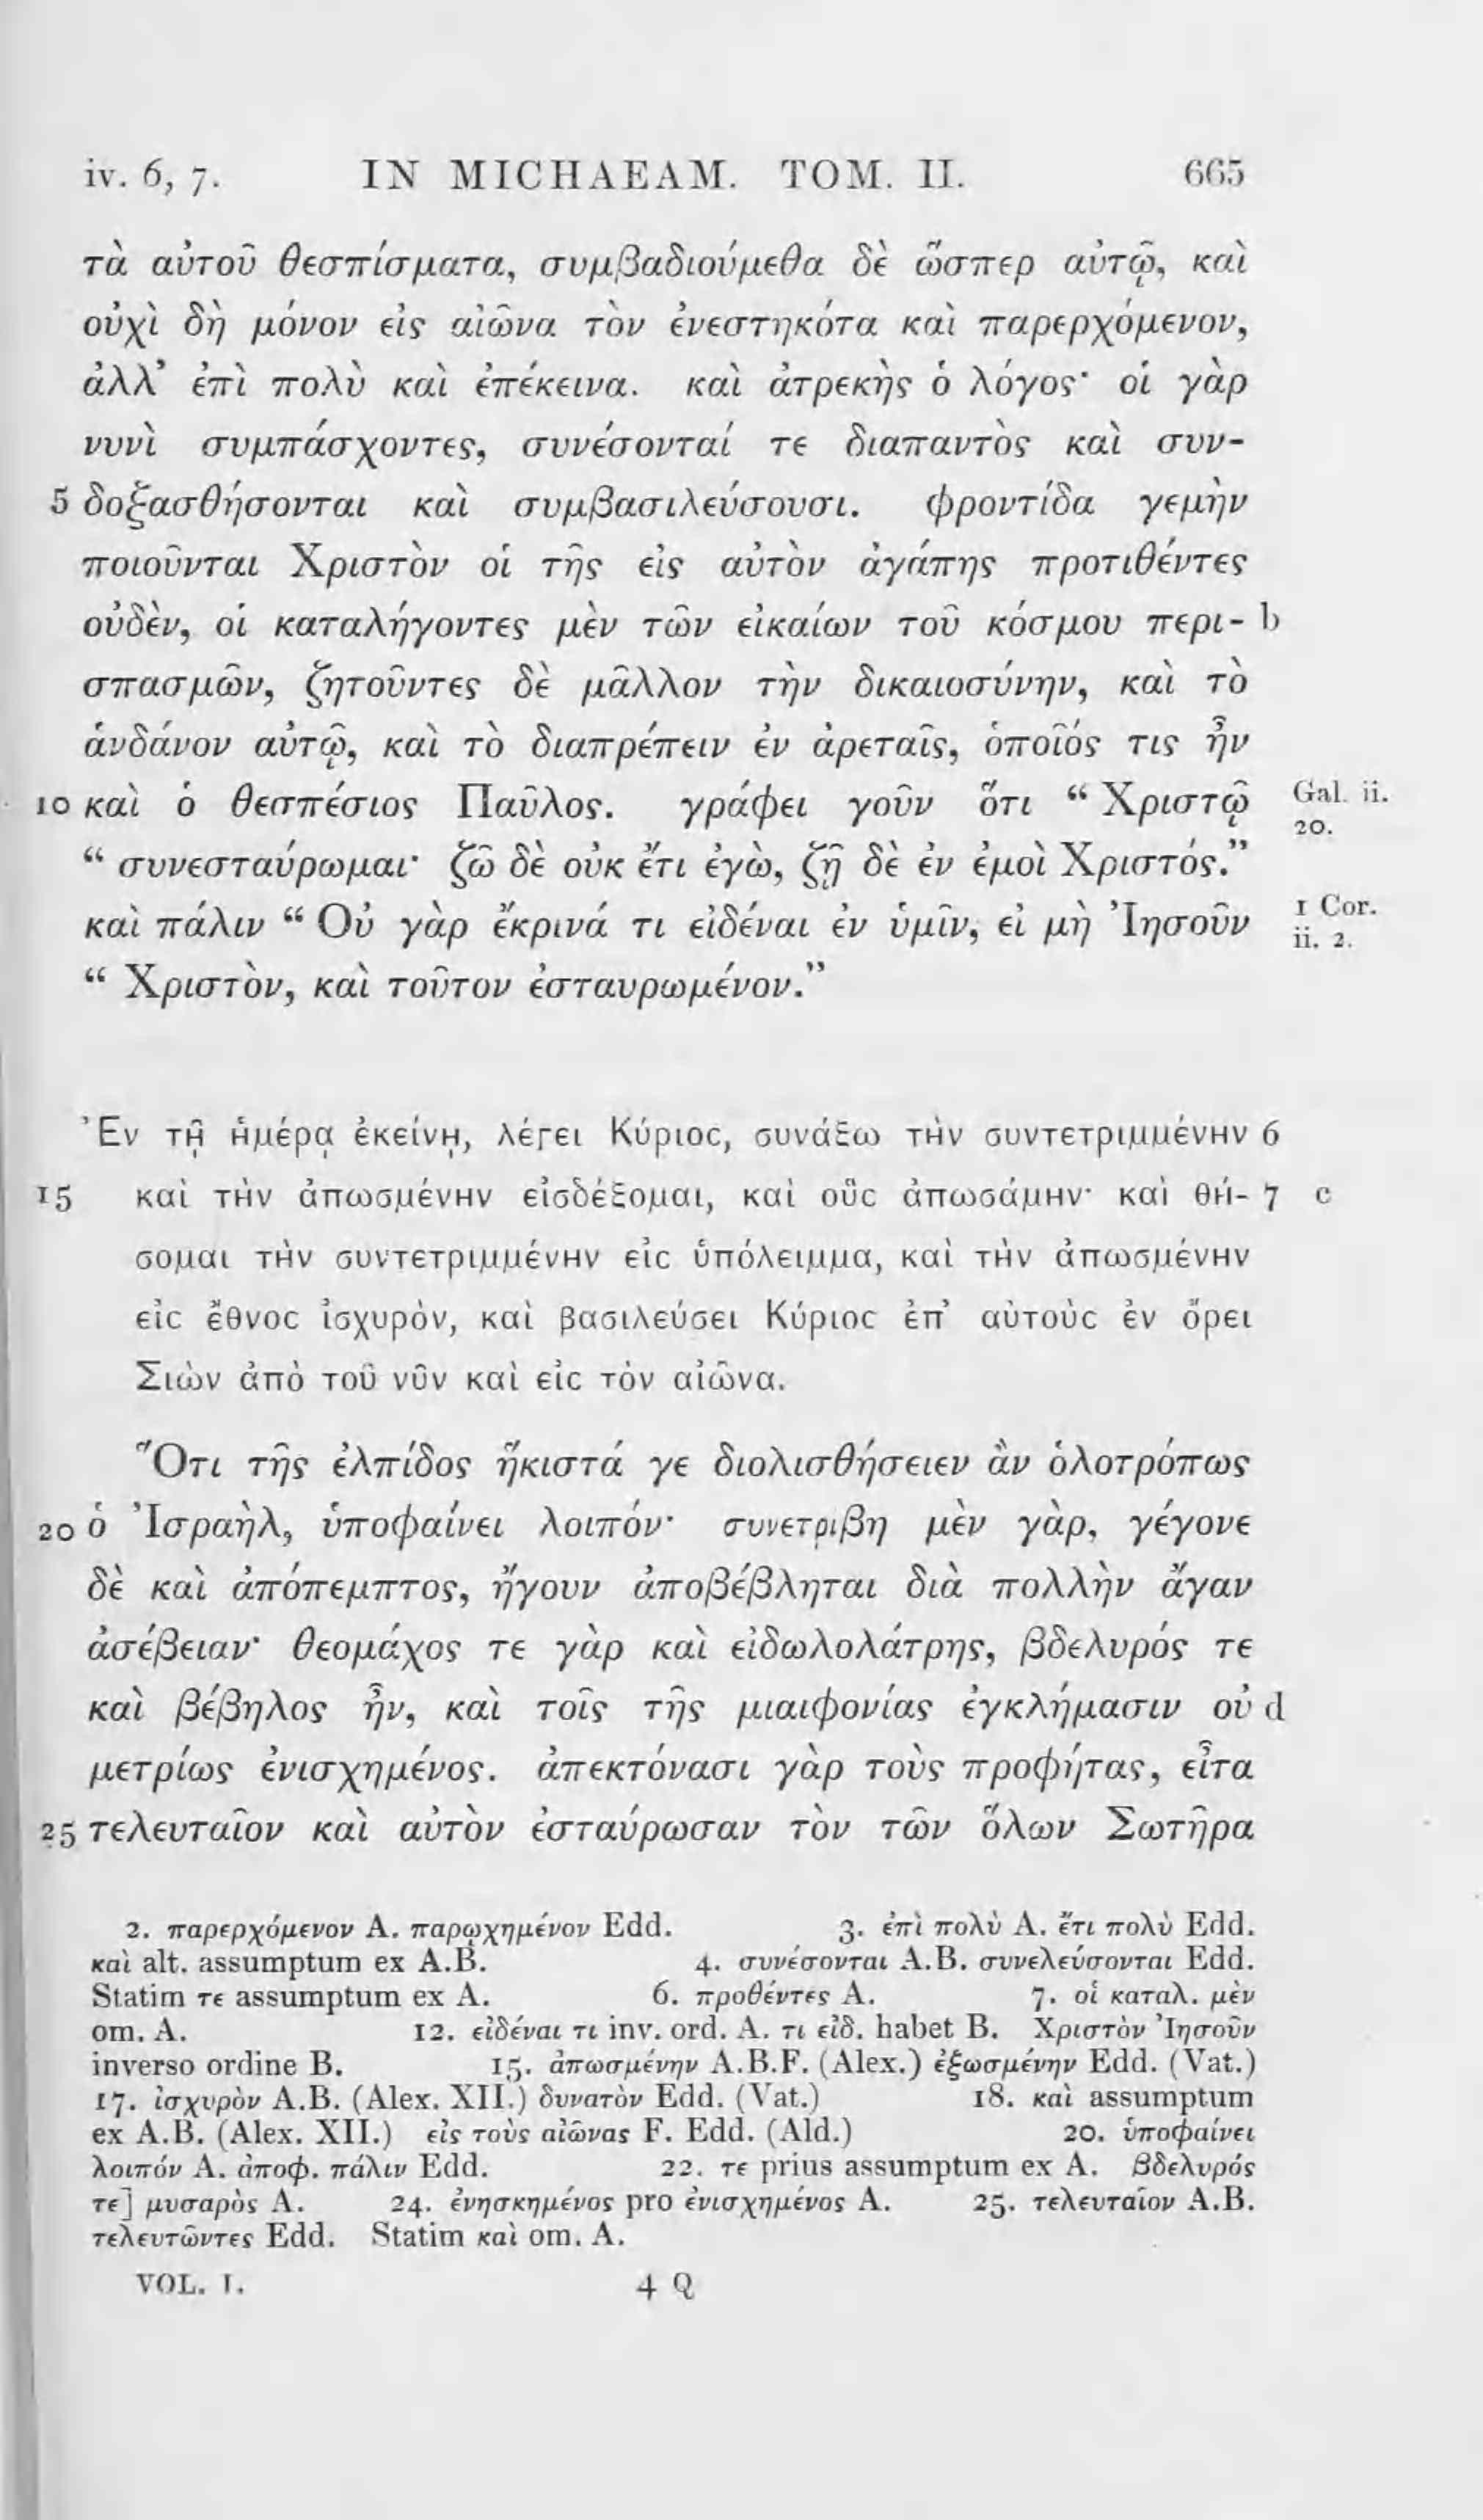 iv. 6, 7. IN MICHAEAM. TOM. II. 665
τὰ αὐτοῦ θεσπίσματα, συμβαδιούμεθα δὲ ὥσπερ αὐτῷ, καὶ
οὐχὶ δὴ μόνον εἰς αἰῶνα τὸν ἐνεστηκότα καὶ παρερχόμενον,
ἀλλ’ ἐπὶ πολὺ καὶ ἐπέκεινα. καὶ ἀτρεκὴς ὁ λόγος· οἱ γὰρ
νυνὶ συμπάσχοντες, συνέσονταί τε διαπαντὸς καὶ συν-
5 δοξασθήσονται καὶ συμβασιλεύσουσι. φροντίδα γεμὴν
ποιοῦνται Χριστὸν οἱ τῆς εἰς αὐτὸν ἀγάπης προτιθέντες
οὐδὲν, οἱ καταλήγοντες μὲν τῶν εἰκαίων τοῦ κόσμου περι- b
σπασμῶν, ζητοῦντες δὲ μᾶλλον τὴν δικαιοσύνην, καὶ τὸ
ἁνδάνον αὐτῷ, καὶ τὸ διαπρέπειν ἐν ἀρεταῖς, ὁποῖός τις ἦν
10 καὶ ὁ θεσπέσιος Παῦλος. γράφει γοῦν ὅτι “ Χριστῷ Gal. ii. 20.
“ συνεσταύρωμαι· ζῶ δὲ οὐκ ἔτι ἐγὼ, ζῇ δὲ ἐν ἐμοὶ Χριστός.”
καὶ πάλιν “ Οὐ γὰρ ἔκρινά τι εἰδέναι ἐν ὑμῖν, εἰ μὴ Ἰησοῦν 1 Cor. ii. 2.
“ Χριστὸν, καὶ τοῦτον ἐσταυρωμένον.”
Ἐν τῇ ἡμέρᾳ ἐκείνῃ, λέγει Κύριος, συνάξω τὴν συντετριμμένην 6
15 καὶ τὴν ἀπωσμένην εἰσδέξομαι, καὶ οὓς ἀπωσάμην· καὶ θή- 7 c
σομαι τὴν συντετριμμένην εἰς ὑπόλειμμα, καὶ τὴν ἀπωσμένην
εἰς ἔθνος ἰσχυρὸν, καὶ βασιλεύσει Κύριος ἐπ’ αὐτοὺς ἐν ὄρει
Σιὼν ἀπὸ τοῦ νῦν καὶ εἰς τὸν αἰῶνα.
Ὅτι τῆς ἐλπίδος ἥκιστά γε διολισθήσειεν ἂν ὁλοτρόπως
20 ὁ Ἰσραὴλ, ὑποφαίνει λοιπόν· συνετρίβη μὲν γὰρ, γέγονε
δὲ καὶ ἀπόπεμπτος, ἤγουν ἀποβέβληται διὰ πολλὴν ἄγαν
ἀσέβειαν· θεομάχος τε γὰρ καὶ εἰδωλολάτρης, βδελυρός τε
καὶ βέβηλος ἦν, καὶ τοῖς τῆς μιαιφονίας ἐγκλήμασιν οὐ d
μετρίως ἐνισχημένος. ἀπεκτόνασι γὰρ τοὺς προφήτας, εἶτα
25 τελευταῖον καὶ αὐτὸν ἐσταύρωσαν τὸν τῶν ὅλων Σωτῆρα
2. παρερχόμενον A. παρῳχημένον Edd. 3. ἐπὶ πολὺ A. ἔτι πολὺ Edd.
καὶ alt. assumptum ex A.B. 4. συνέσονται A.B. συνελεύσονται Edd.
Statim τε assumptum ex A. 6. προθέντες A. 7. οἱ καταλ. μὲν
om. A. 12. εἰδέναι τι inv. ord. A. τι εἰδ. habet B. Χριστὸν Ἰησοῦν
inverso ordine B. 15. ἀπωσμένην A.B.F. (Alex.) ἐξωσμένην Edd. (Vat.)
17. ἰσχυρὸν A.B. (Alex. XII.) δυνατὸν Edd. (Vat.) 18. καὶ assumptum
ex A.B. (Alex. XII.) εἰς τοὺς αἰῶνας F. Edd. (Ald.) 20. ὑποφαίνει
λοιπόν A. ἀποφ. πάλιν Edd. 22. τε prius assumptum ex A. βδελυρός
τε] μυσαρὸς A. 24. ἐνησκημένος pro ἐνισχημένος A. 25. τελευταῖον A.B.
τελευτῶντες Edd. Statim καὶ om. A.
VOL. I. 4 Q